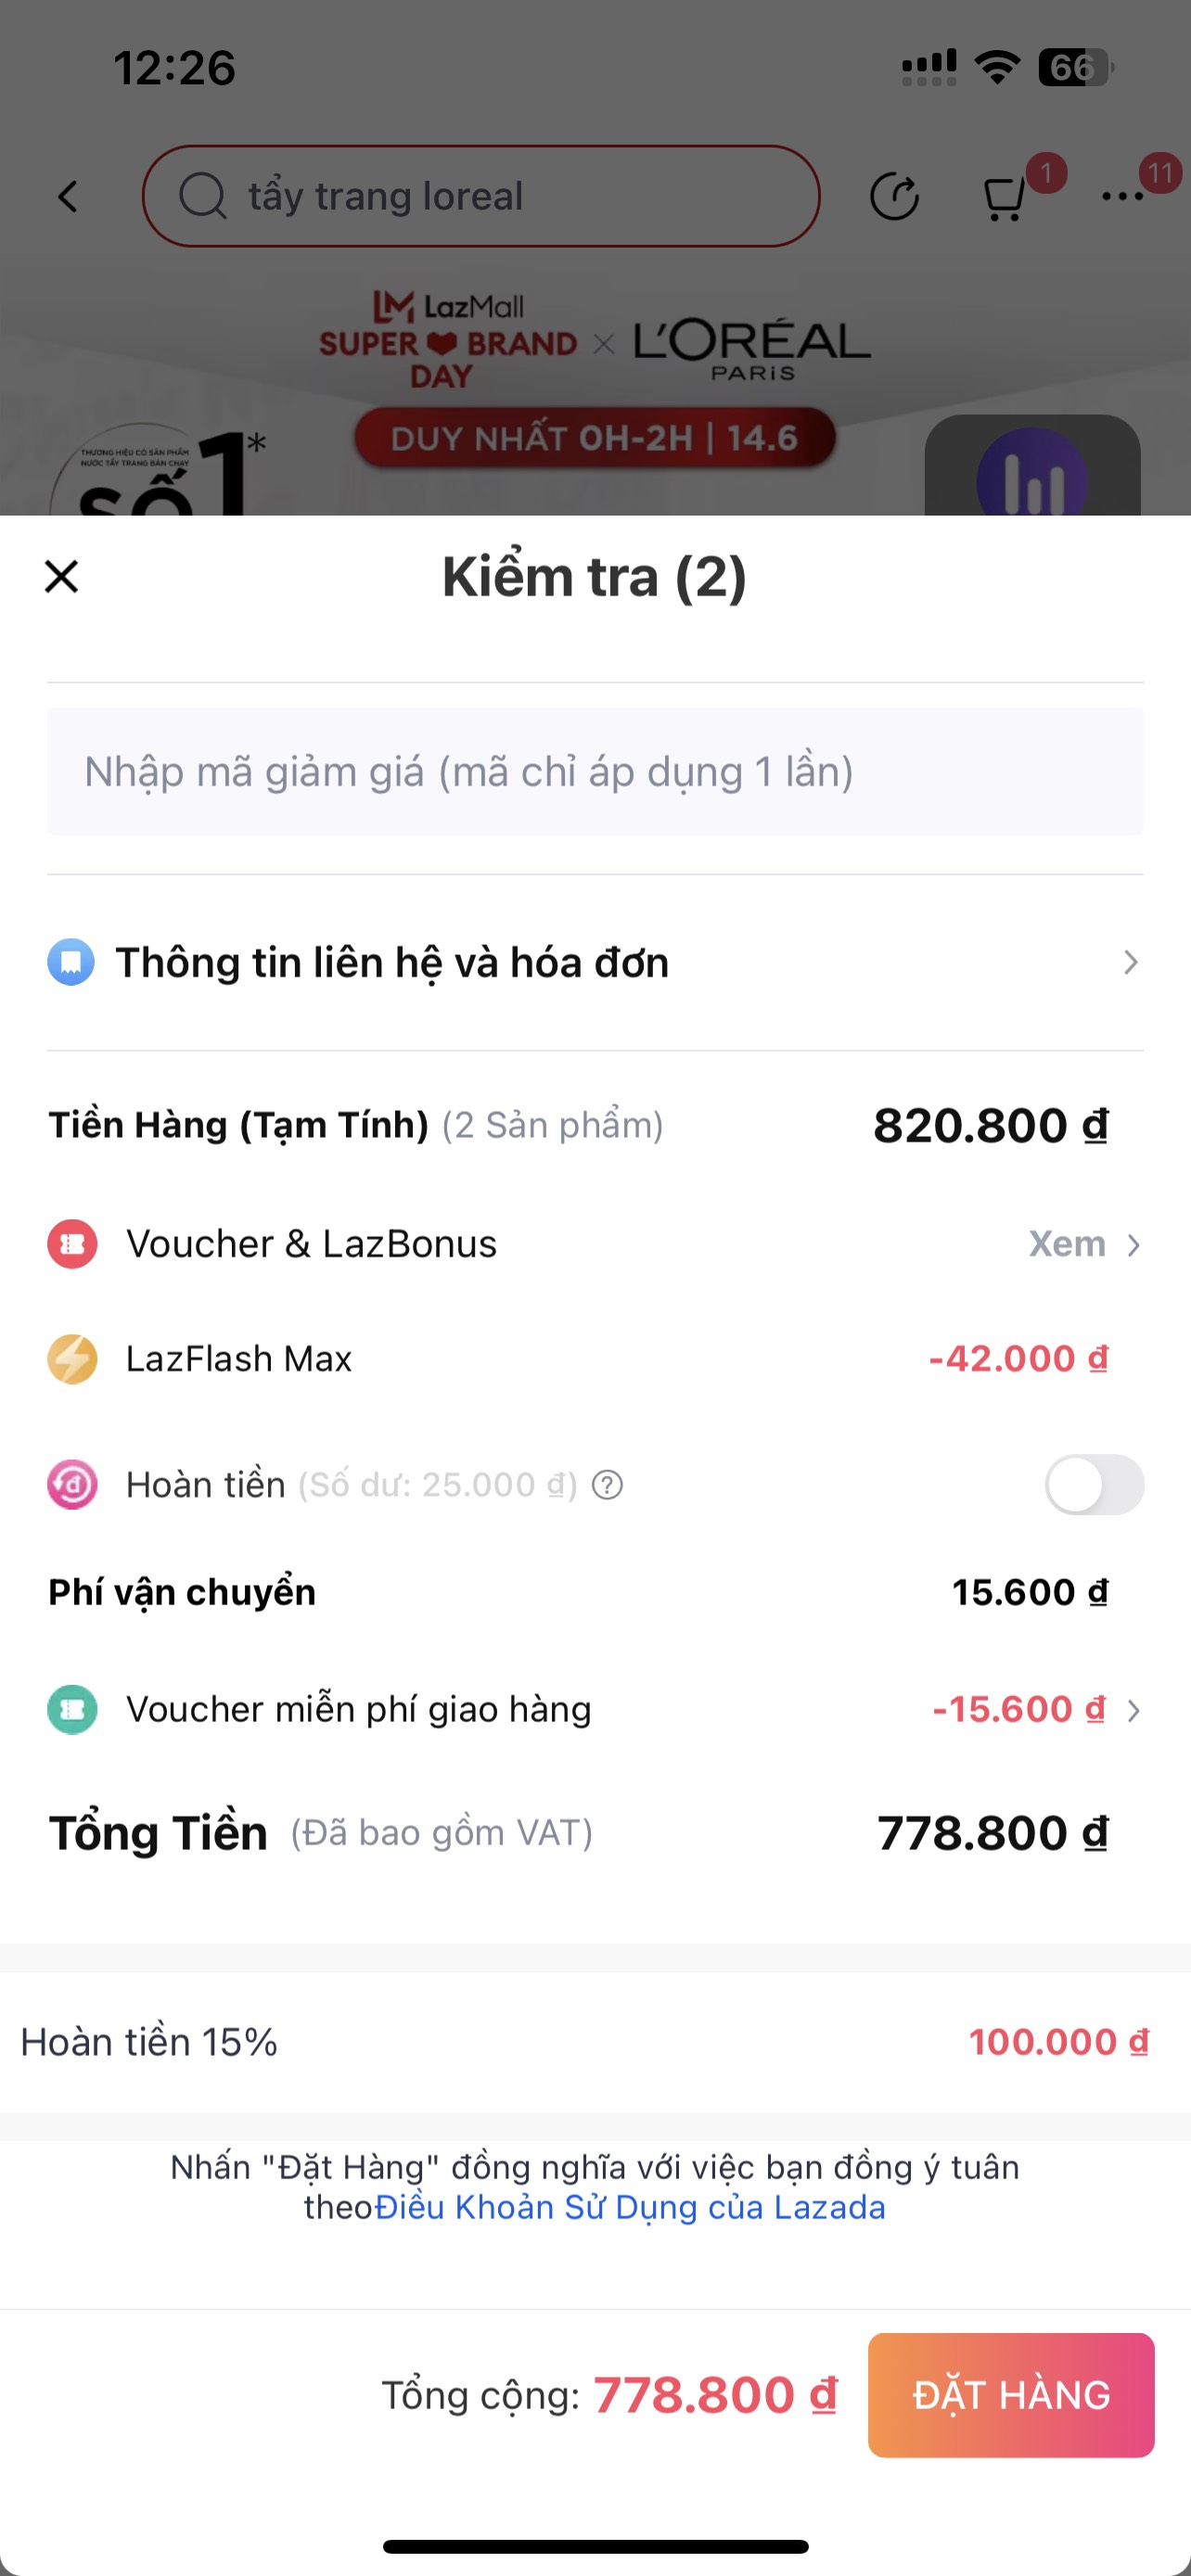 12:26
66
tẩy trang loreal
1
11
LM LazMall
SUPER BRAND × L'ORÉAL
DAY PARiS
DUY NHẤT 0H-2H | 14.6
THƯƠNG HIỆU CÓ SẢN PHẨM
NƯỚC TẨY TRANG BÁN CHẠY
số 1*
Kiểm tra (2)
Nhập mã giảm giá (mã chỉ áp dụng 1 lần)
Thông tin liên hệ và hóa đơn
Tiền Hàng (Tạm Tính) (2 Sản phẩm) 820.800 ₫
Voucher & LazBonus Xem
LazFlash Max -42.000 ₫
Hoàn tiền (Số dư: 25.000 ₫) ?
Phí vận chuyển 15.600 ₫
Voucher miễn phí giao hàng -15.600 ₫
Tổng Tiền (Đã bao gồm VAT) 778.800 ₫
Hoàn tiền 15% 100.000 ₫
Nhấn "Đặt Hàng" đồng nghĩa với việc bạn đồng ý tuân
theoĐiều Khoản Sử Dụng của Lazada
Tổng cộng: 778.800 ₫ ĐẶT HÀNG